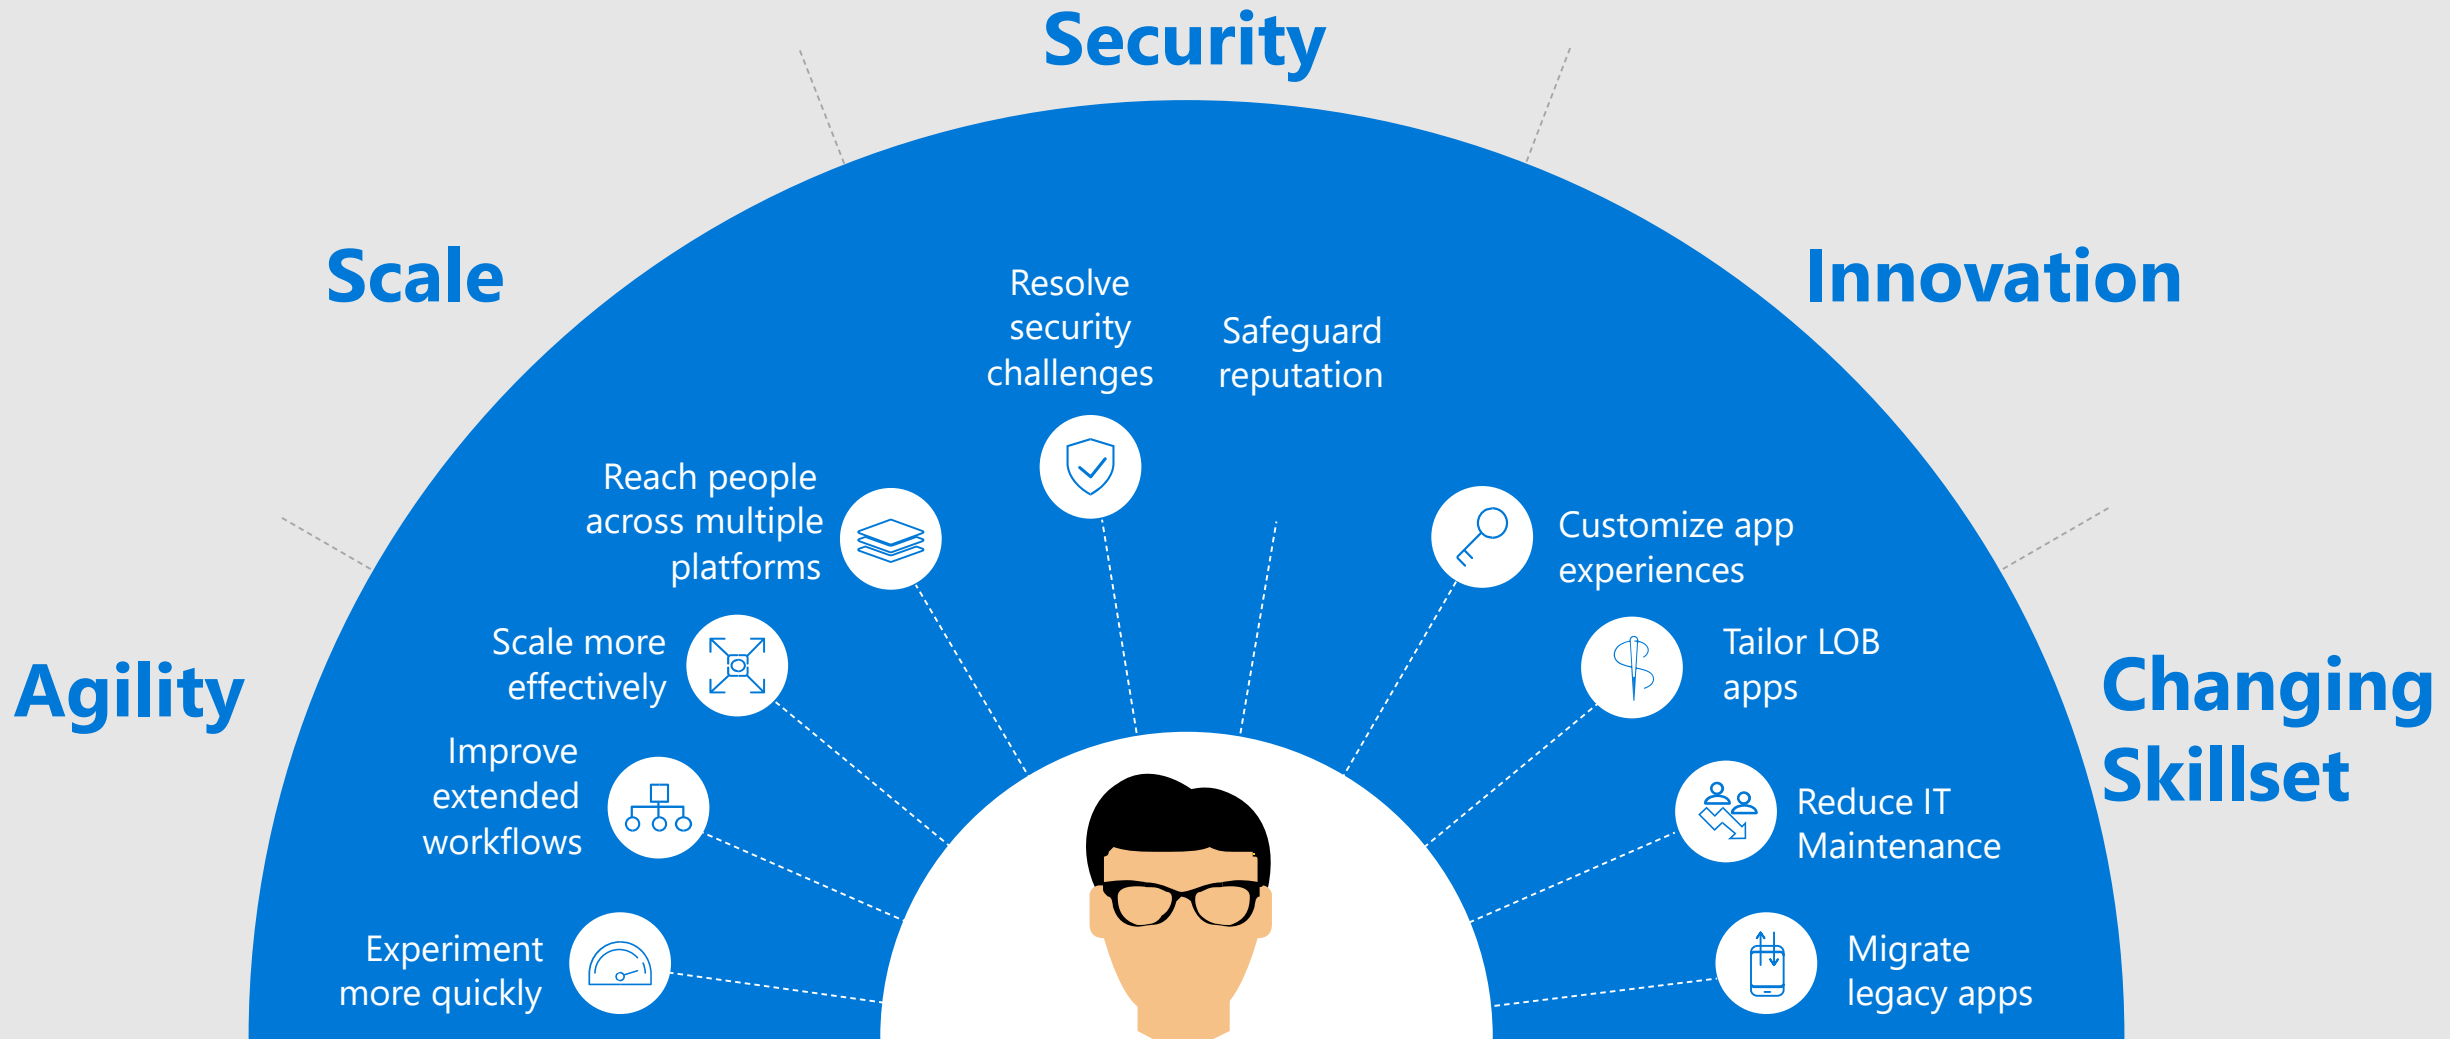 Security
Scale
Innovation
Agility
Changing
Skillset
Resolve
security
challenges
Safeguard
reputation
Reach people
across multiple
platforms
Customize app
experiences
Scale more
effectively
Tailor LOB
apps
Improve
extended
workflows
Reduce IT
Maintenance
Experiment
more quickly
Migrate
legacy apps